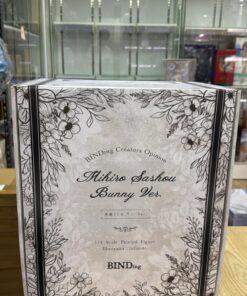 BINDing Creators Opinion
Mihiro Sashou
Bunny Ver.
1/4 Scale Painted Figure
BINDing